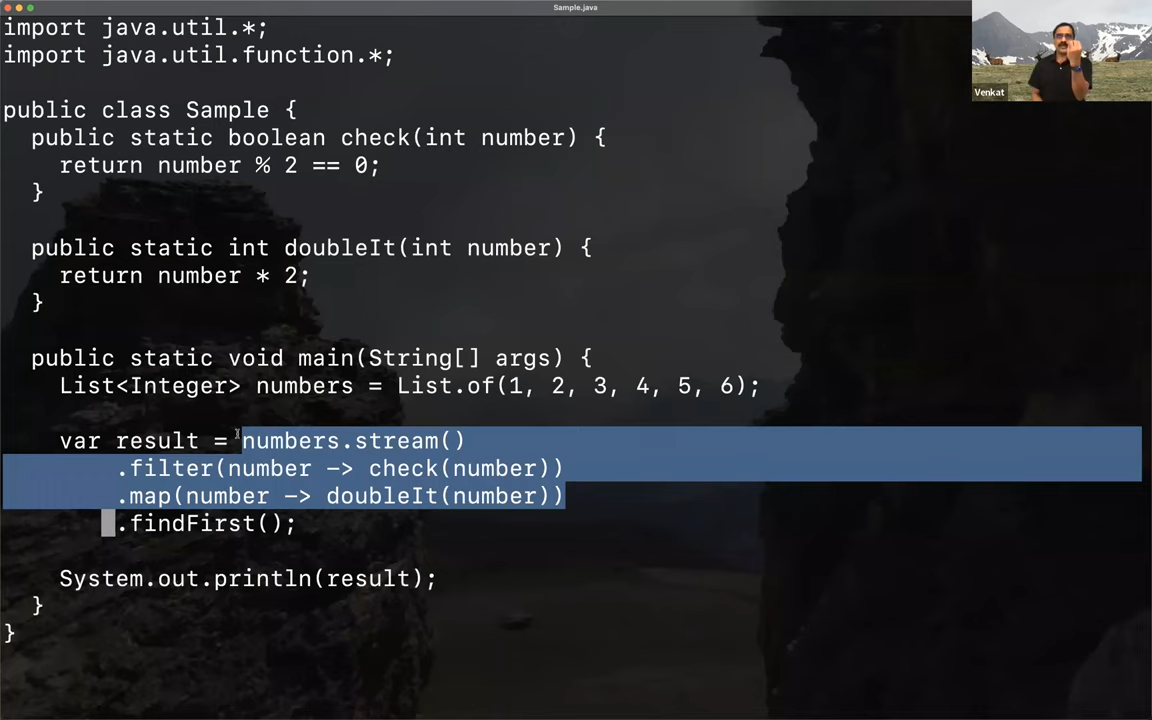 Sample.java
import java.util.*;
import java.util.function.*;
Venkat
public class Sample {
public static boolean check(int number) {
return number % 2 == 0;
}
public static int doubleIt(int number) {
return number * 2;
}
public static void main(String[] args) {
List<Integer> numbers = List.of(1, 2, 3, 4, 5, 6);
var result = numbers.stream()
.filter(number -> check(number))
.map(number -> doubleIt(number))
.findFirst();
System.out.println(result);
}
}